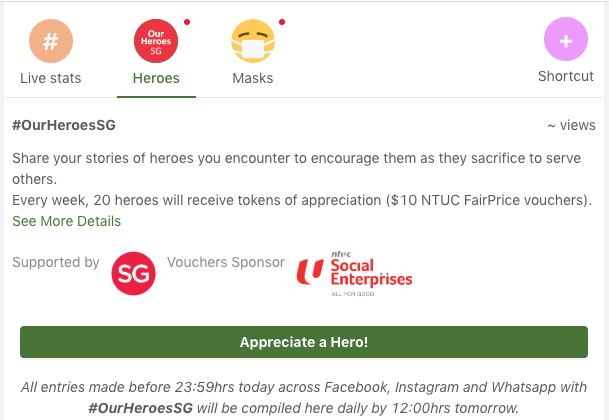 #
Our
Heroes
SG
+
Live stats
Heroes
Masks
Shortcut
#OurHeroesSG
~ views
Share your stories of heroes you encounter to encourage them as they sacrifice to serve
others.
Every week, 20 heroes will receive tokens of appreciation ($10 NTUC FairPrice vouchers).
See More Details
Supported by
SG
Vouchers Sponsor
ntuc
Social
Enterprises
ALL FOR GOOD
Appreciate a Hero!
All entries made before 23:59hrs today across Facebook, Instagram and Whatsapp with
#OurHeroesSG will be compiled here daily by 12:00hrs tomorrow.